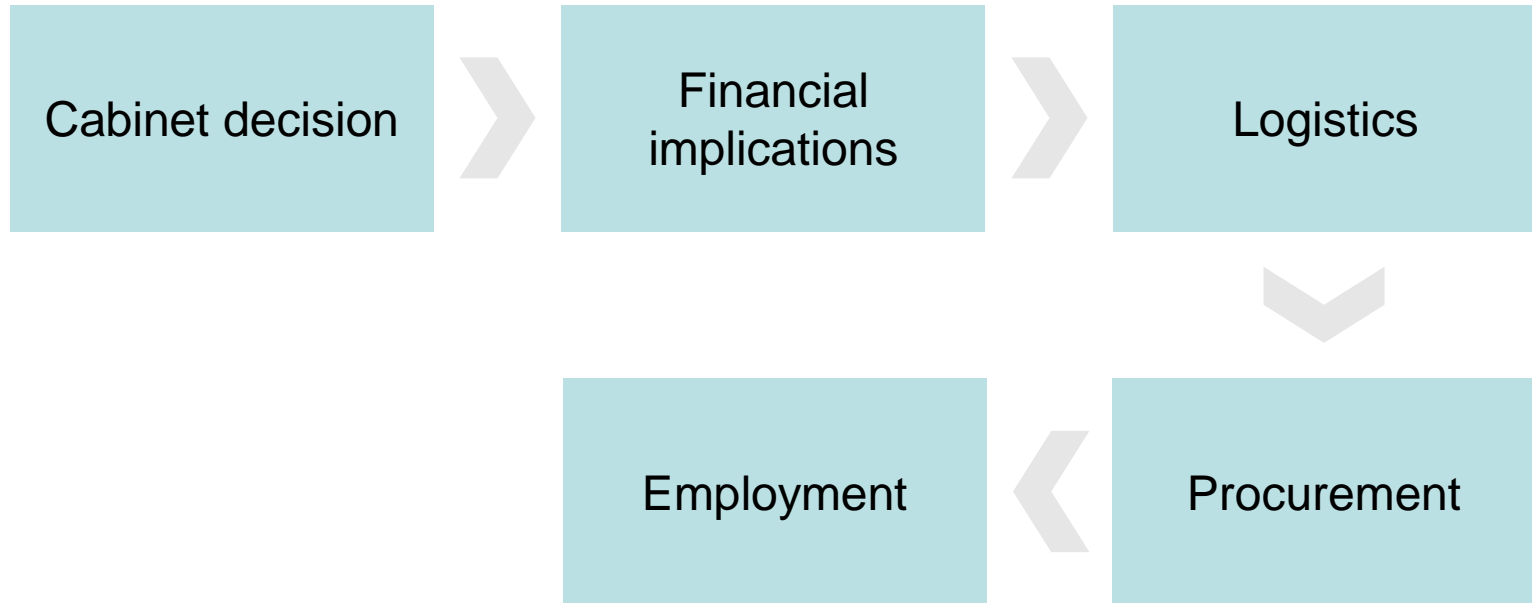 Cabinet decision
Financial
implications
Logistics
Procurement
Employment